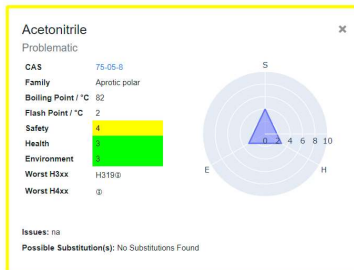 Acetonitrile ×
Problematic
CAS 75-05-8
Family Aprotic polar
Boiling Point / °C 82
Flash Point / °C 2
Safety 4
Health 3
Environment 3
Worst H3xx H319①
Worst H4xx ①
S
0 2 4 6 8 10
E H
Issues: na
Possible Substitution(s): No Substitutions Found